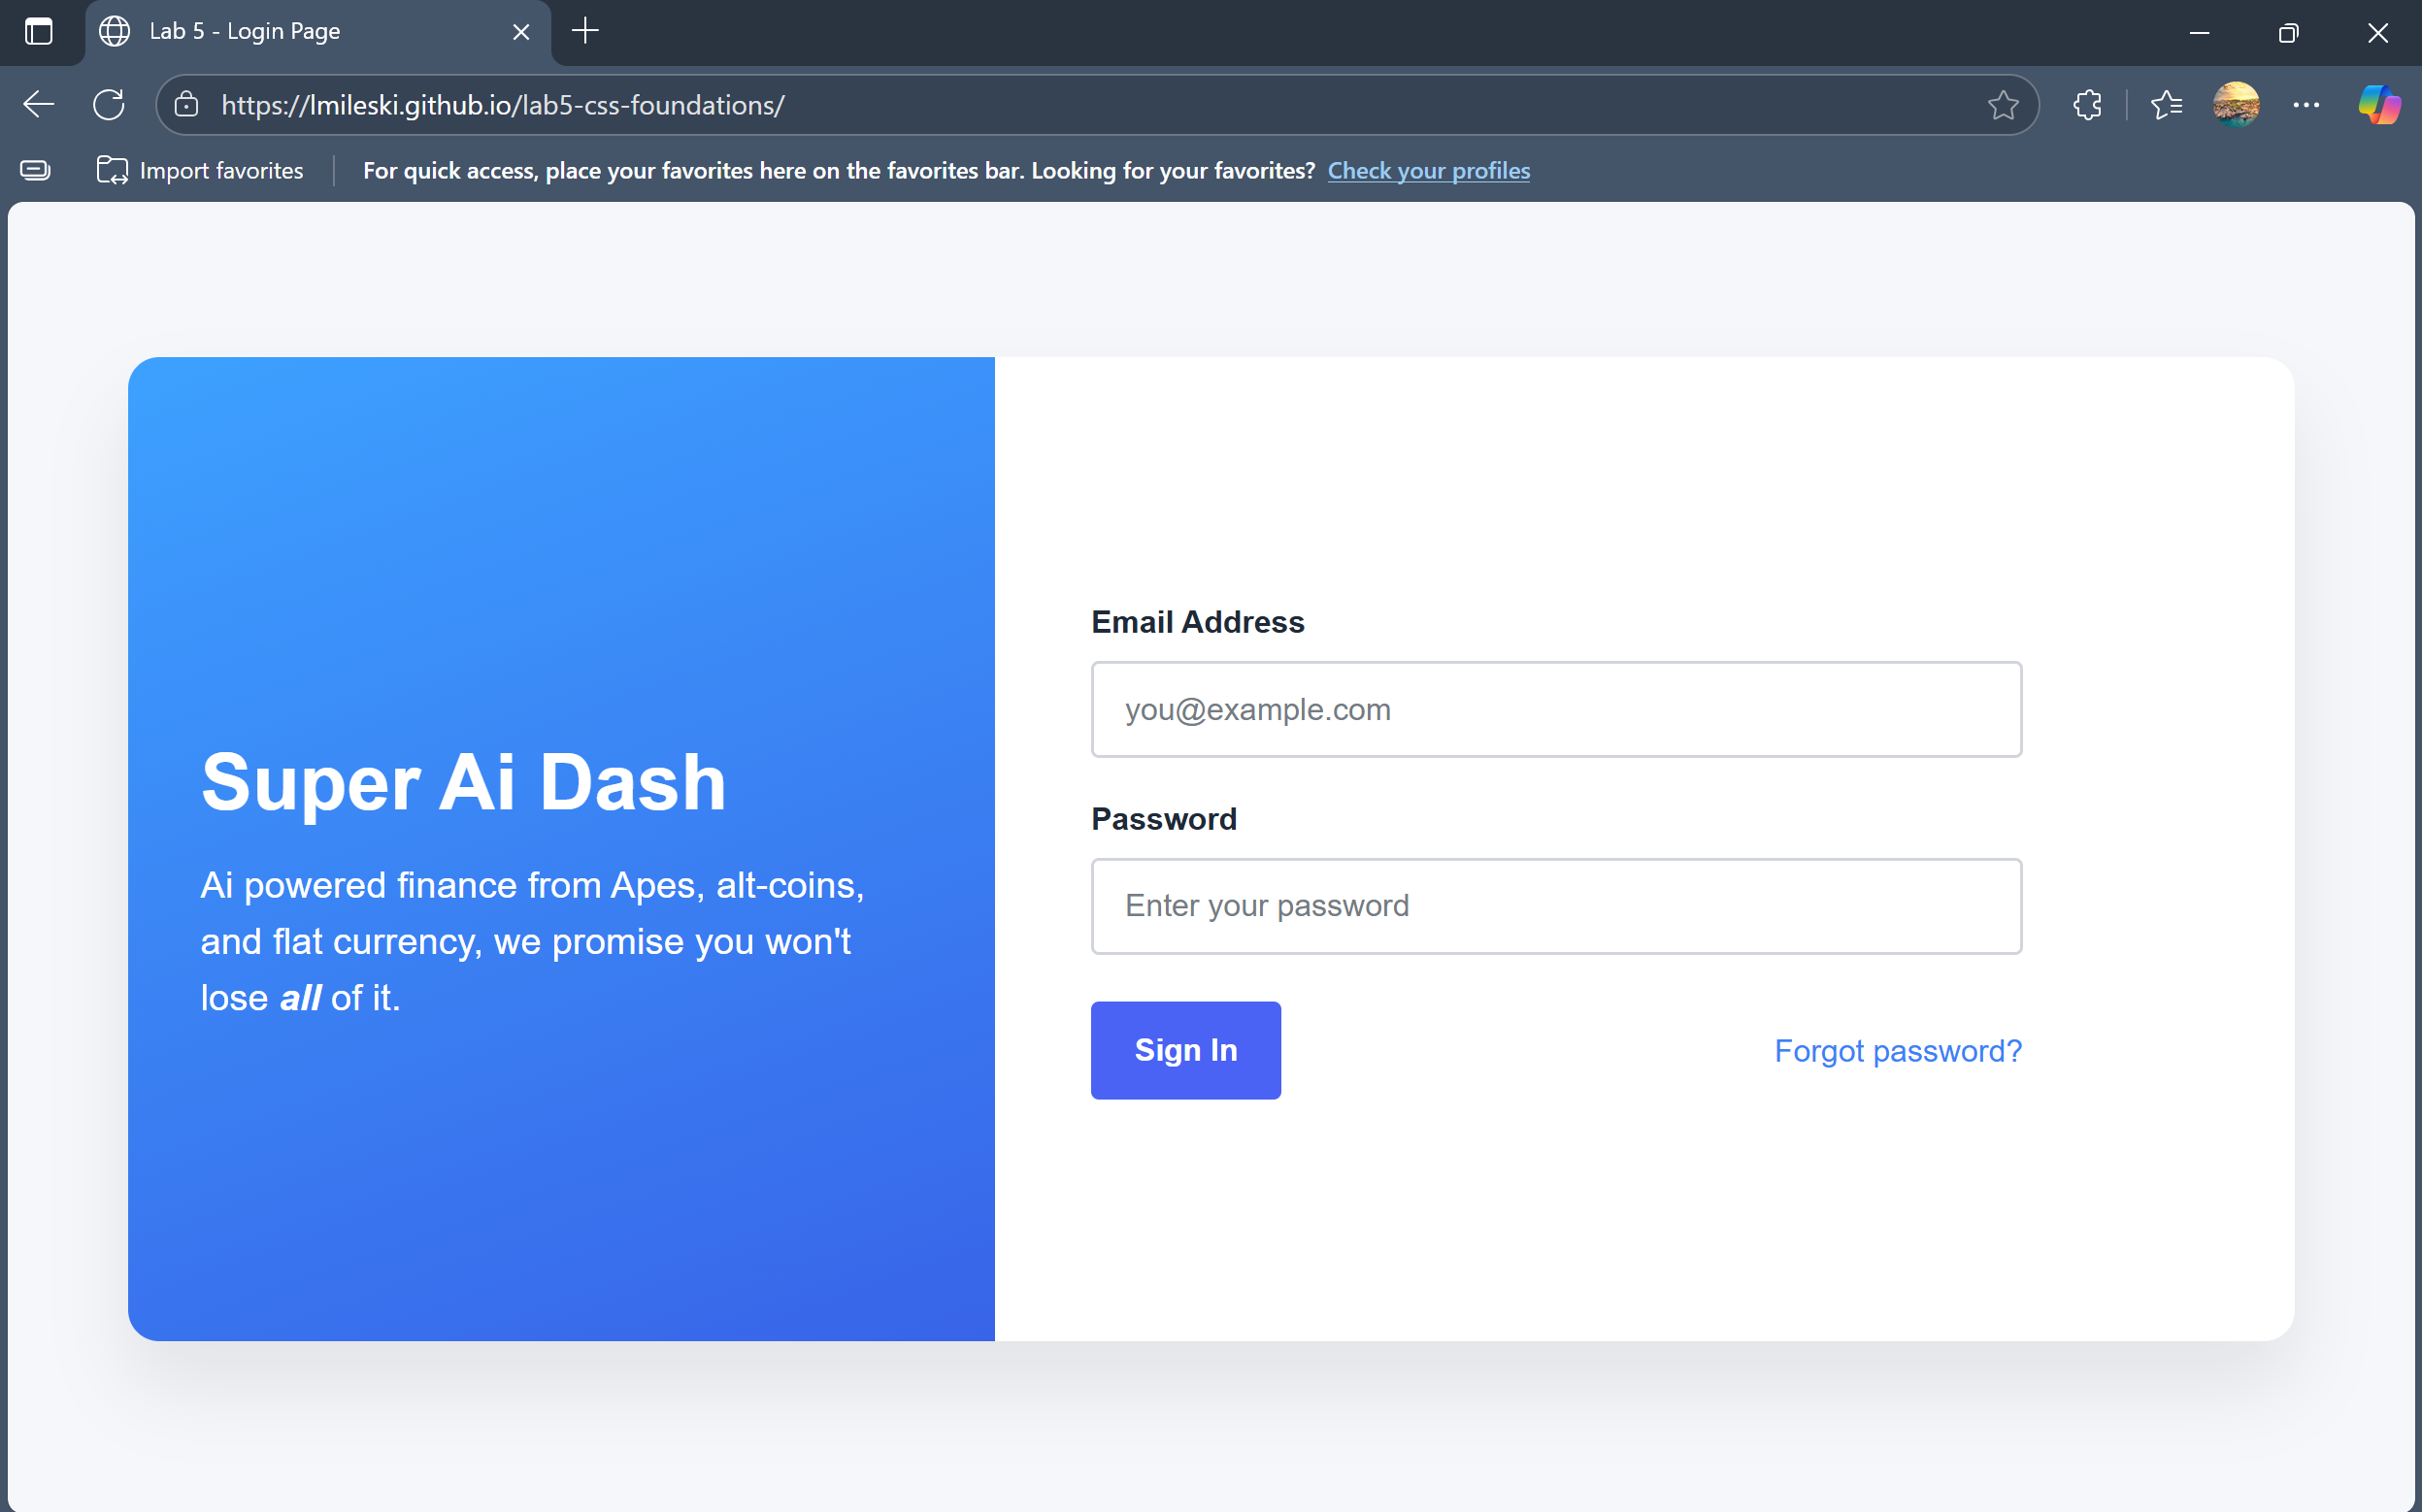 Lab 5 - Login Page
https://lmileski.github.io/lab5-css-foundations/
Import favorites
For quick access, place your favorites here on the favorites bar. Looking for your favorites? Check your profiles
Super Ai Dash
Ai powered finance from Apes, alt-coins,
and flat currency, we promise you won't
lose all of it.
Email Address
you@example.com
Password
Enter your password
Sign In
Forgot password?